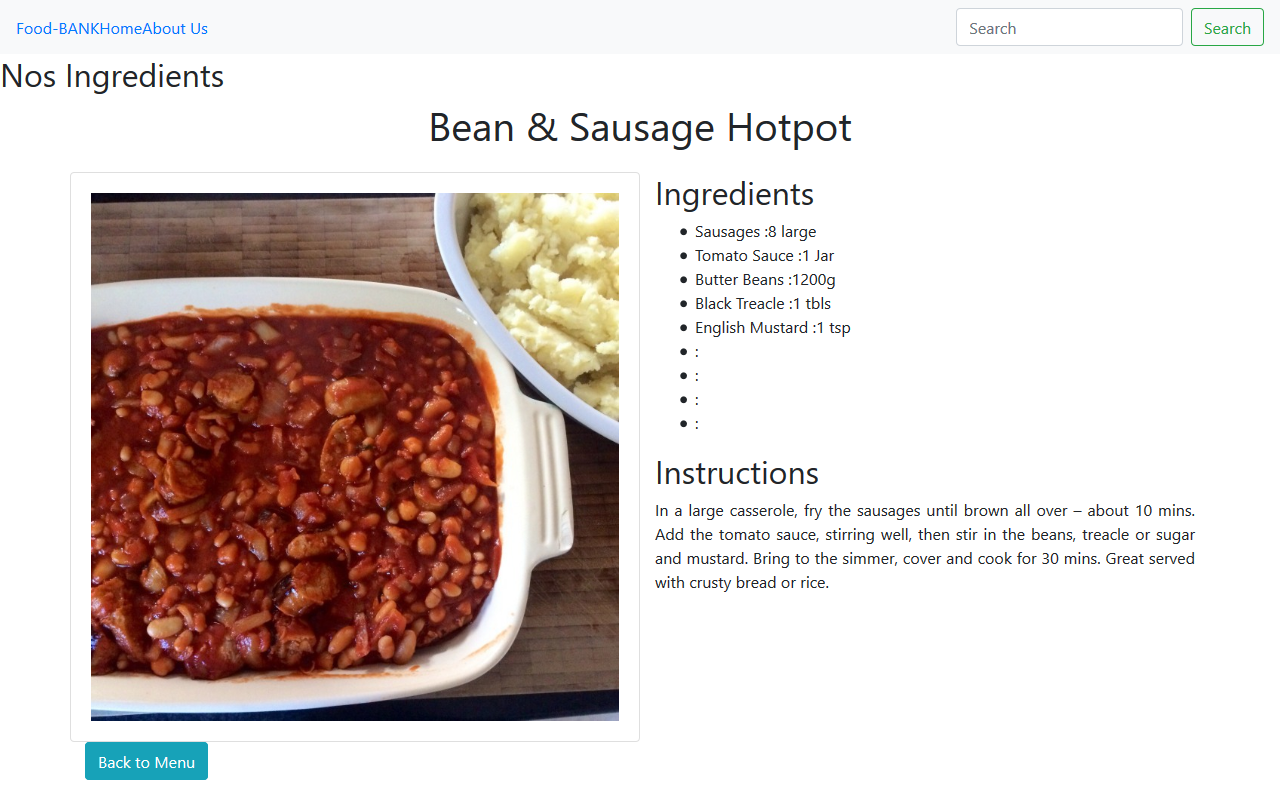 Food-BANKHomeAbout Us
Search
Search
Nos Ingredients
Bean & Sausage Hotpot
Ingredients
• Sausages :8 large
• Tomato Sauce :1 Jar
• Butter Beans :1200g
• Black Treacle :1 tbls
• English Mustard :1 tsp
• :
• :
• :
• :
Instructions
In a large casserole, fry the sausages until brown all over – about 10 mins.
Add the tomato sauce, stirring well, then stir in the beans, treacle or sugar
and mustard. Bring to the simmer, cover and cook for 30 mins. Great served
with crusty bread or rice.
Back to Menu